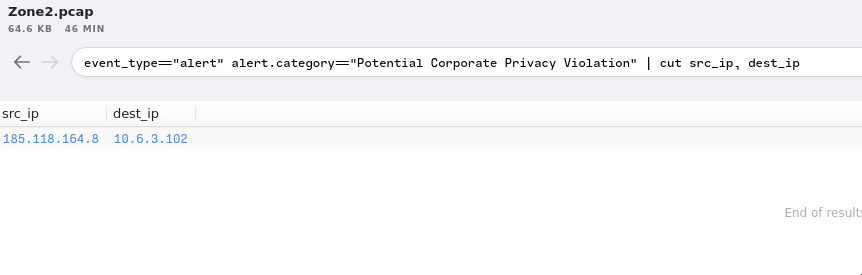 Zone2.pcap
64.6 KB 46 MIN
event_type=="alert" alert.category=="Potential Corporate Privacy Violation" | cut src_ip, dest_ip
src_ip dest_ip
185.118.164.8 10.6.3.102
End of results